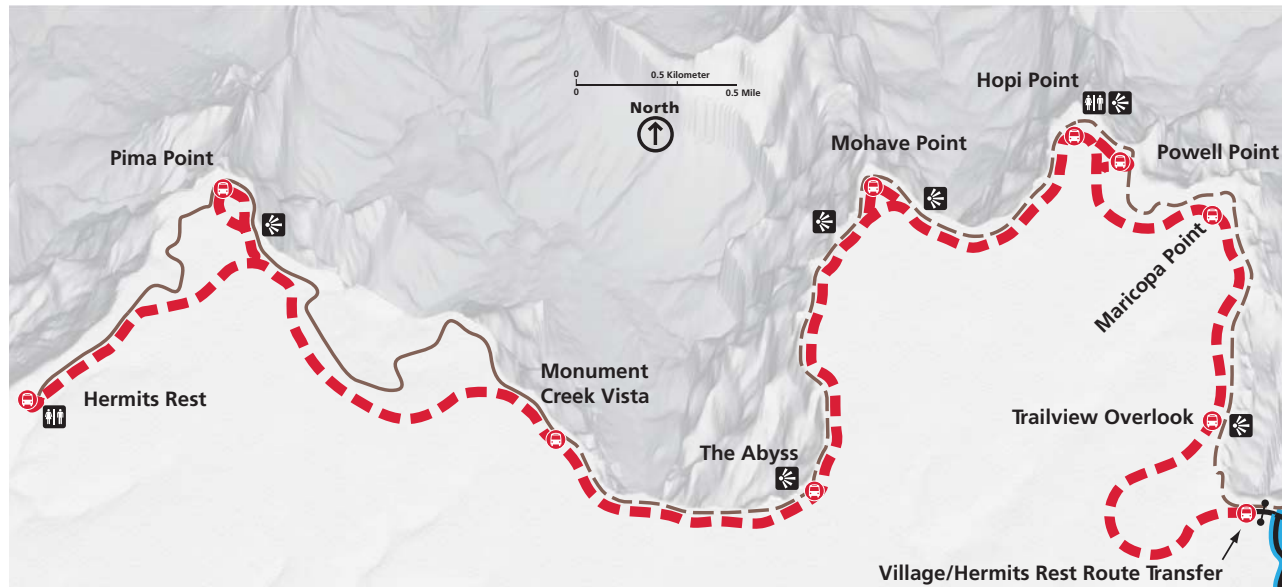 0 0.5 Kilometer
0 0.5 Mile
North
Hopi Point
Mohave Point
Powell Point
Pima Point
Maricopa Point
Hermits Rest
Monument
Creek Vista
The Abyss
Trailview Overlook
Village/Hermits Rest Route Transfer